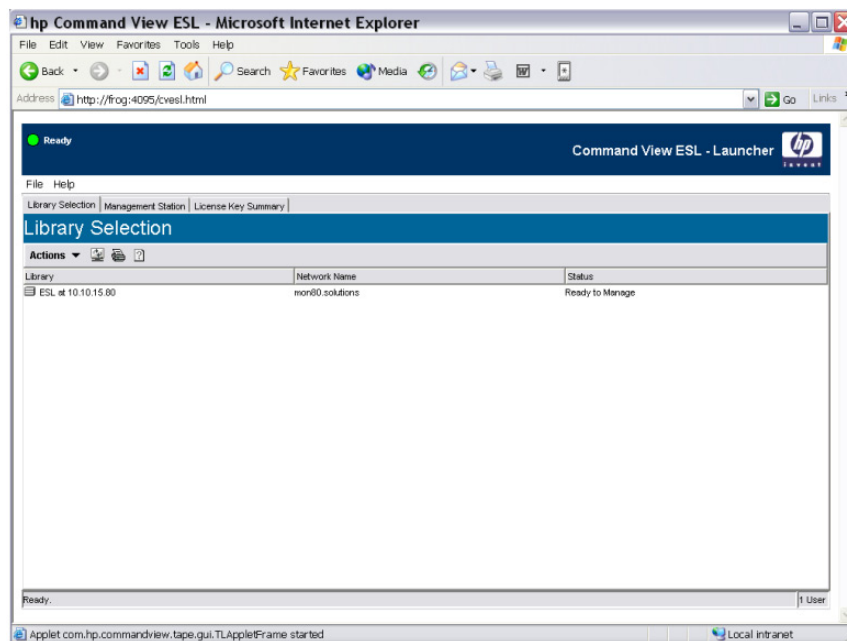 hp Command View ESL - Microsoft Internet Explorer
File Edit View Favorites Tools Help
Back Search Favorites Media
Address http://frog:4095/cvesl.html Go Links
Ready
Command View ESL - Launcher
hp
invent
File Help
Library Selection Management Station License Key Summary
Library Selection
Actions
Library Network Name Status
ESL at 10.10.15.80 mon80.solutions Ready to Manage
Ready. 1 User
Applet com.hp.commandview.tape.gui.TLAppletFrame started Local intranet